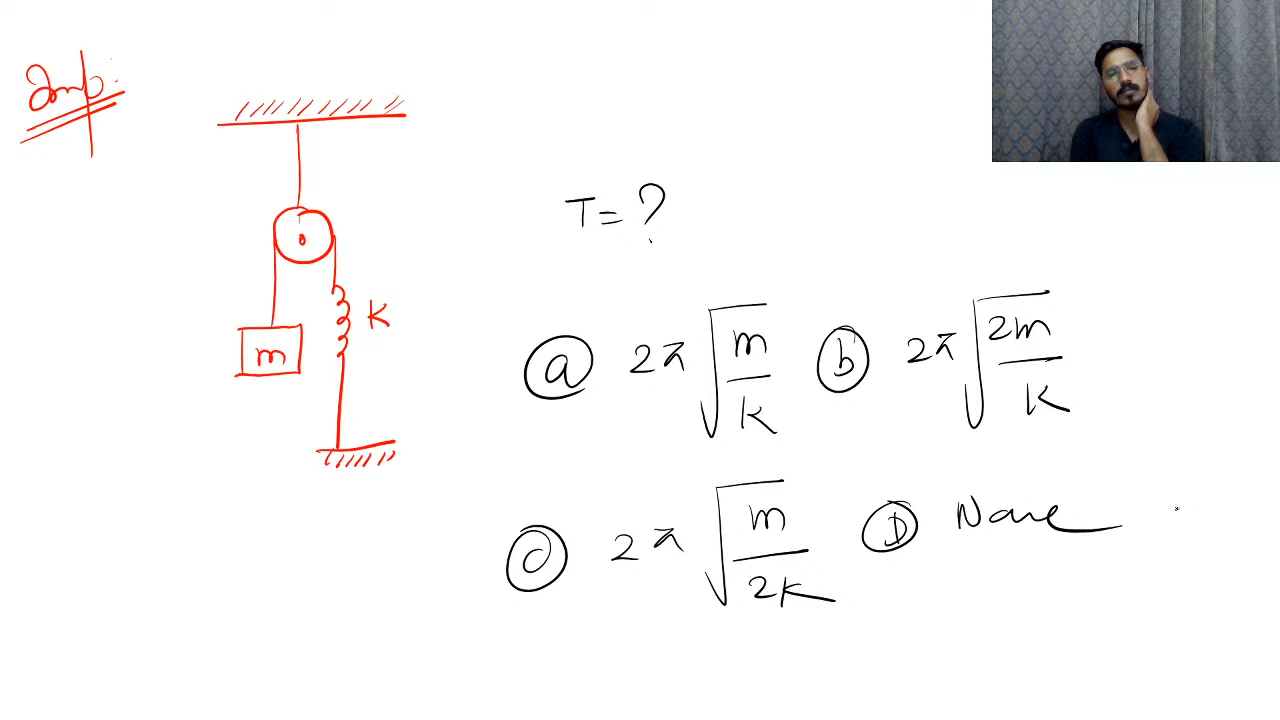 Imp.
T = ?
K
m
(a) 2π √(m/k) (b) 2π √(2m/k)
(c) 2π √(m/2k) (D) None